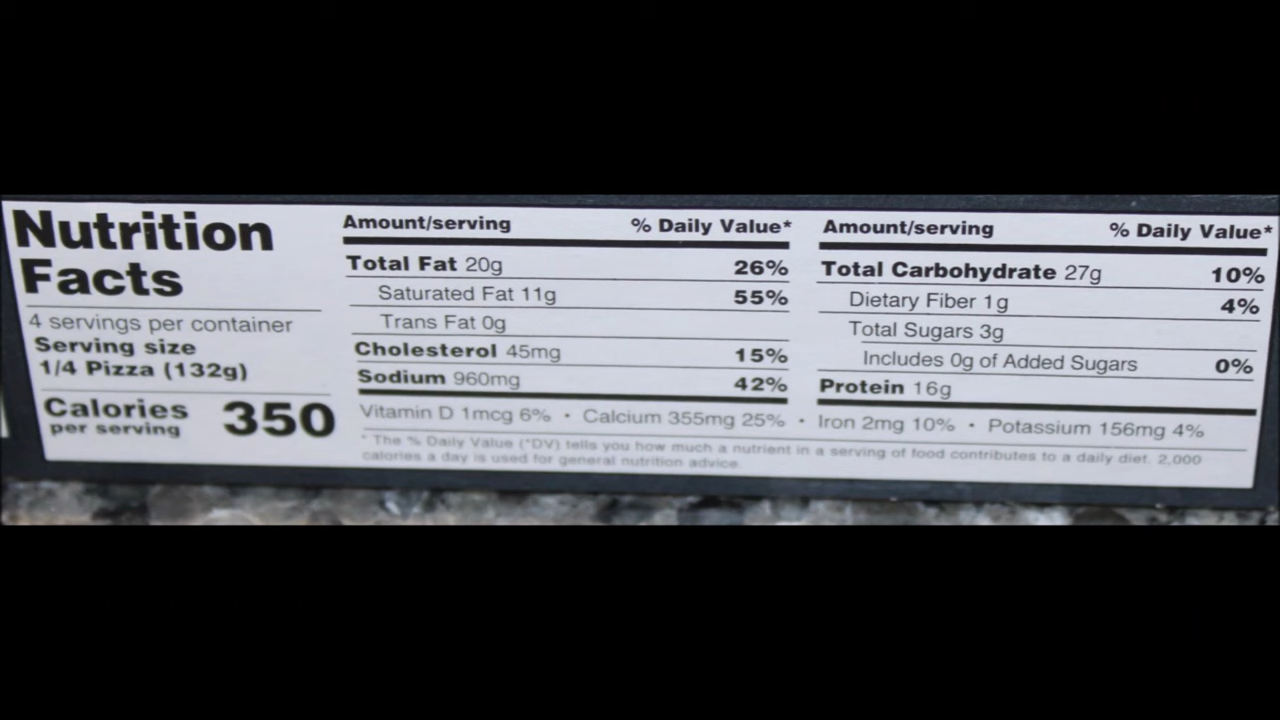 Nutrition
Facts
4 servings per container
Serving size
1/4 Pizza (132g)
Calories
per serving
350
Amount/serving % Daily Value*
Total Fat 20g 26%
Saturated Fat 11g 55%
Trans Fat 0g
Cholesterol 45mg 15%
Sodium 960mg 42%
Amount/serving % Daily Value*
Total Carbohydrate 27g 10%
Dietary Fiber 1g 4%
Total Sugars 3g
Includes 0g of Added Sugars 0%
Protein 16g
Vitamin D 1mcg 6% • Calcium 355mg 25% • Iron 2mg 10% • Potassium 156mg 4%
* The % Daily Value (*DV) tells you how much a nutrient in a serving of food contributes to a daily diet. 2,000
calories a day is used for general nutrition advice.